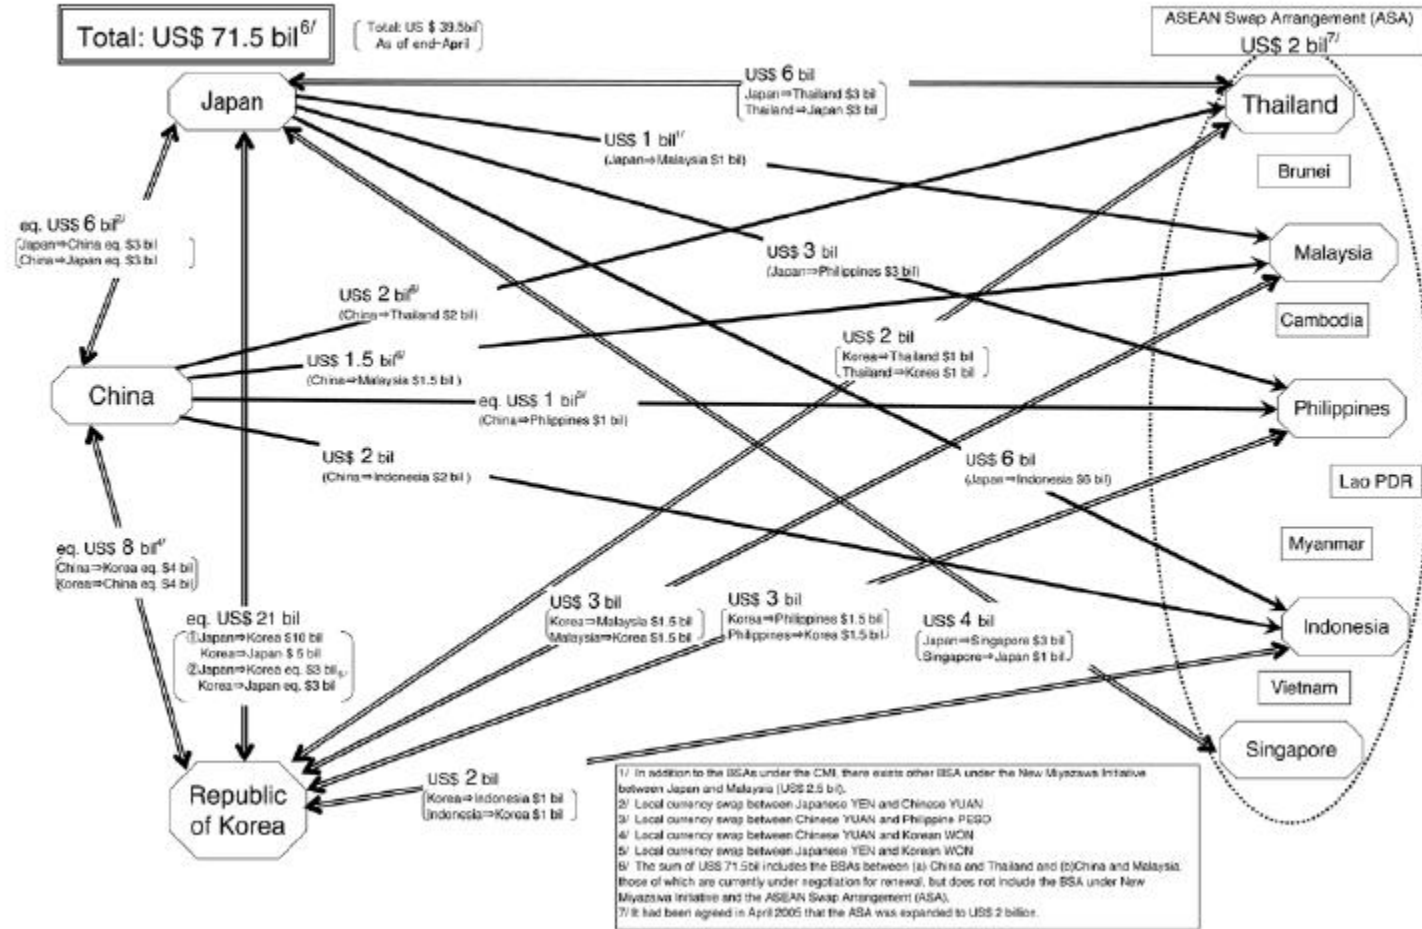 Total: US$ 71.5 bil6/
Total: US $ 39.5bil
As of end-April
ASEAN Swap Arrangement (ASA)
US$ 2 bil7/
Japan
US$ 6 bil
Japan⇒Thailand $3 bil
Thailand⇒Japan $3 bil
Thailand
US$ 1 bil1/
(Japan⇒Malaysia $1 bil)
Brunei
eq. US$ 6 bil2/
Japan⇒China eq. $3 bil
China⇒Japan eq. $3 bil
US$ 3 bil
(Japan⇒Philippines $3 bil)
Malaysia
US$ 2 bil6/
(China⇒Thailand $2 bil)
Cambodia
US$ 2 bil
Korea⇒Thailand $1 bil
Thailand⇒Korea $1 bil
US$ 1.5 bil6/
(China⇒Malaysia $1.5 bil )
China
eq. US$ 1 bil3/
(China⇒Philippines $1 bil)
Philippines
US$ 2 bil
(China⇒Indonesia $2 bil )
US$ 6 bil
(Japan⇒Indonesia $6 bil)
Lao PDR
Myanmar
eq. US$ 8 bil4/
China⇒Korea eq. $4 bil
Korea⇒China eq. $4 bil
eq. US$ 21 bil
①Japan⇒Korea $10 bil
Korea⇒Japan $ 5 bil
②Japan⇒Korea eq. $3 bil5/
Korea⇒Japan eq. $3 bil
US$ 3 bil
Korea⇒Malaysia $1.5 bil
Malaysia⇒Korea $1.5 bil
US$ 3 bil
Korea⇒Philippines $1.5 bil
Philippines⇒Korea $1.5 bil
US$ 4 bil
Japan⇒Singapore $3 bil
Singapore⇒Japan $1 bil
Indonesia
Vietnam
Singapore
Republic
of Korea
US$ 2 bil
Korea⇒Indonesia $1 bil
Indonesia⇒Korea $1 bil
1/ In addition to the BSAs under the CMI, there exists other BSA under the New Miyazawa Initiative
between Japan and Malaysia (US$ 2.5 bil).
2/ Local currency swap between Japanese YEN and Chinese YUAN
3/ Local currency swap between Chinese YUAN and Philippine PESO
4/ Local currency swap between Chinese YUAN and Korean WON
5/ Local currency swap between Japanese YEN and Korean WON
6/ The sum of US$ 71.5bil includes the BSAs between (a) China and Thailand and (b)China and Malaysia,
those of which are currently under negotiation for renewal, but does not include the BSA under New
Miyazawa Initiative and the ASEAN Swap Arrangement (ASA).
7/ It had been agreed in April 2005 that the ASA was expanded to US$ 2 billion.